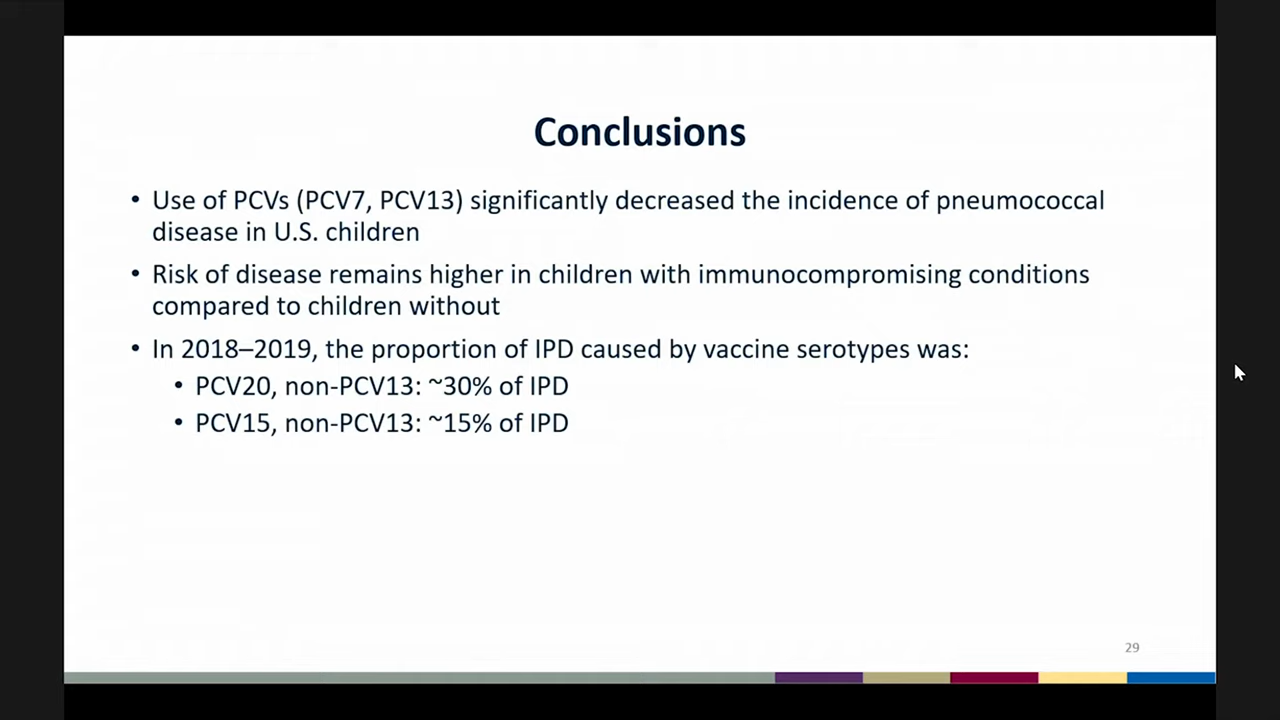 Conclusions
• Use of PCVs (PCV7, PCV13) significantly decreased the incidence of pneumococcal
disease in U.S. children
• Risk of disease remains higher in children with immunocompromising conditions
compared to children without
• In 2018–2019, the proportion of IPD caused by vaccine serotypes was:
• PCV20, non-PCV13: ~30% of IPD
• PCV15, non-PCV13: ~15% of IPD
29